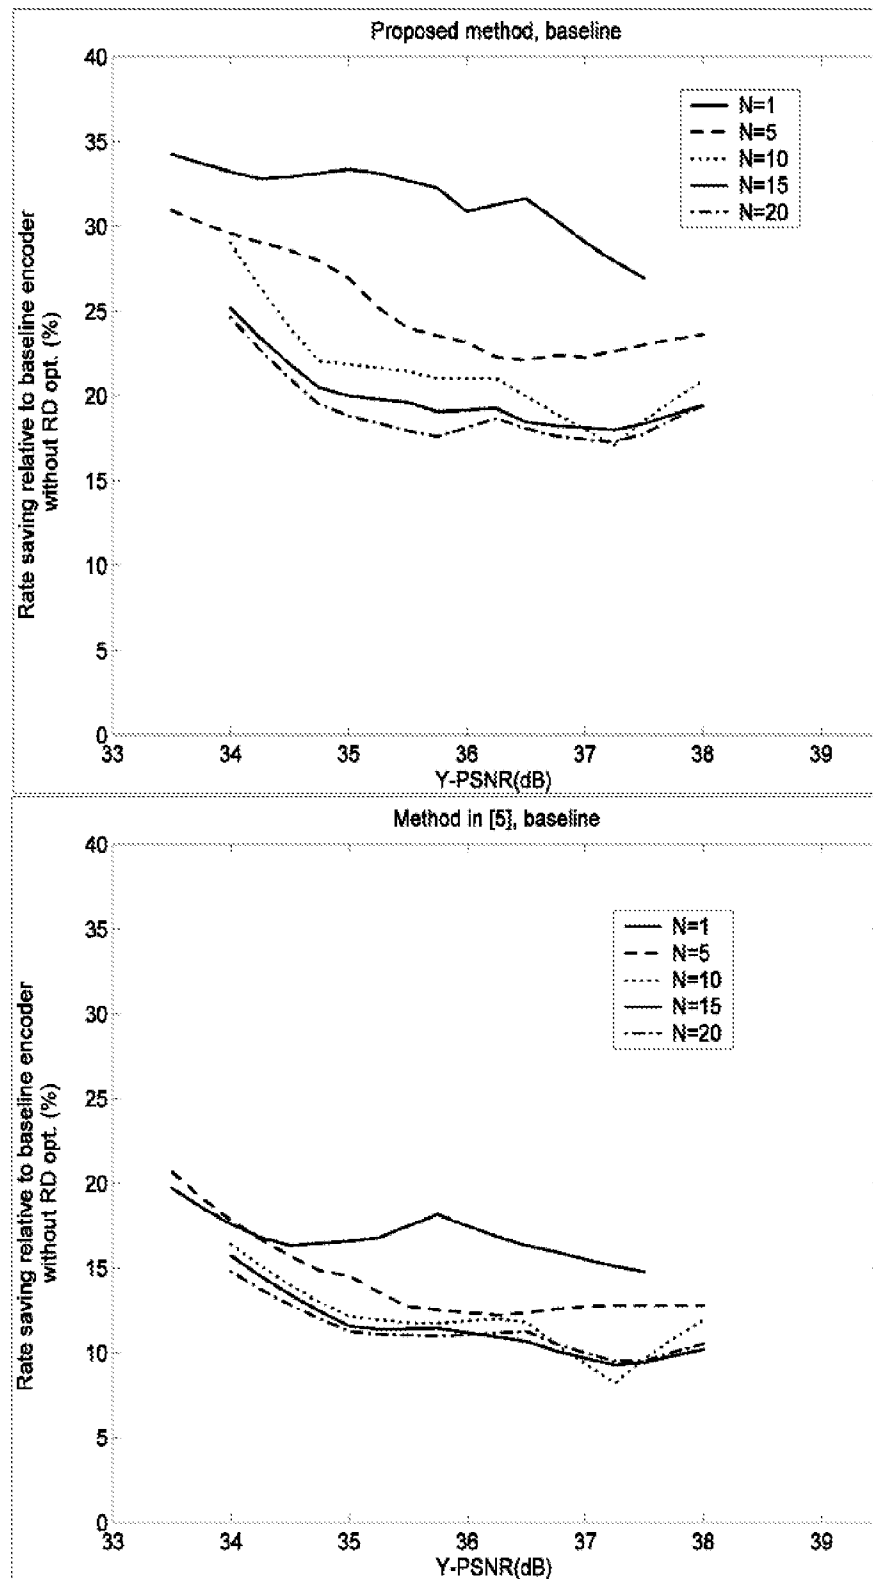 Proposed method, baseline
40
35
30
25
20
15
10
5
0
N=1
N=5
N=10
N=15
N=20
Rate saving relative to baseline encoder
without RD opt. (%)
33 34 35 36 37 38 39
Y-PSNR(dB)
Method in [5], baseline
40
35
30
25
20
15
10
5
0
N=1
N=5
N=10
N=15
N=20
Rate saving relative to baseline encoder
without RD opt. (%)
33 34 35 36 37 38 39
Y-PSNR(dB)